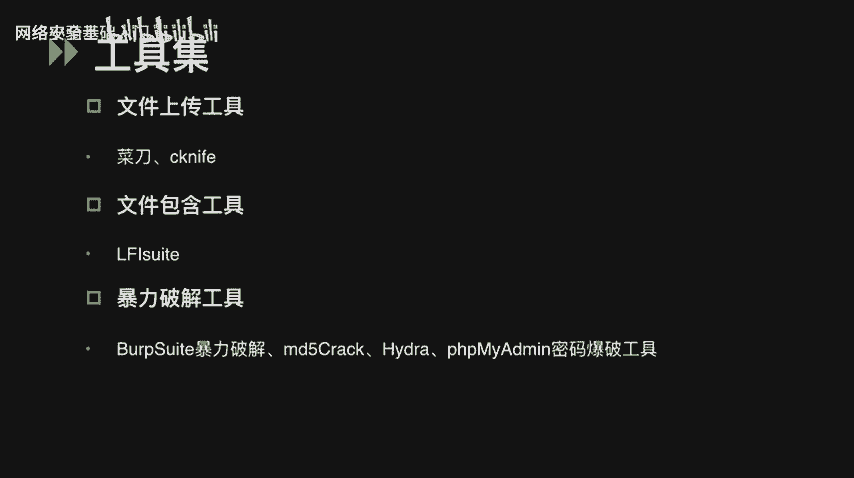 网络安全基础入门
工具集
文件上传工具
菜刀、cknife
文件包含工具
LFIsuite
暴力破解工具
BurpSuite暴力破解、md5Crack、Hydra、phpMyAdmin密码爆破工具